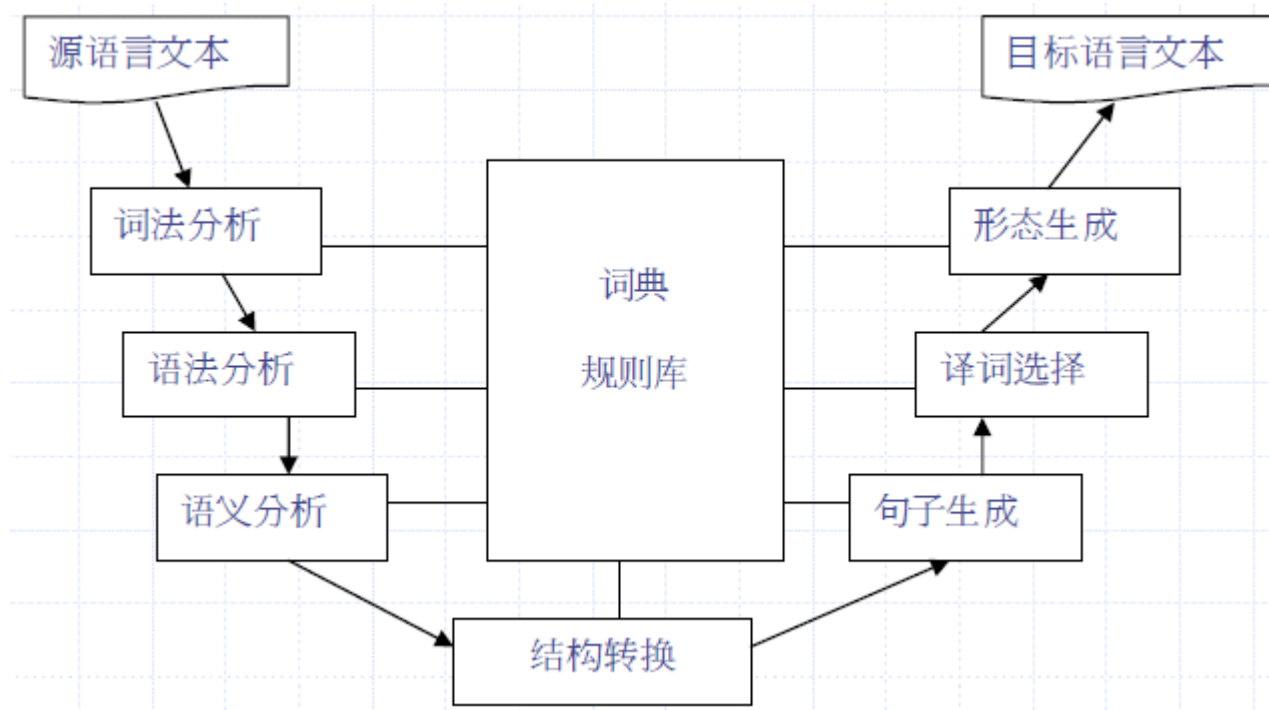 源语言文本
目标语言文本
词法分析
形态生成
词典
规则库
语法分析
译词选择
语义分析
句子生成
结构转换